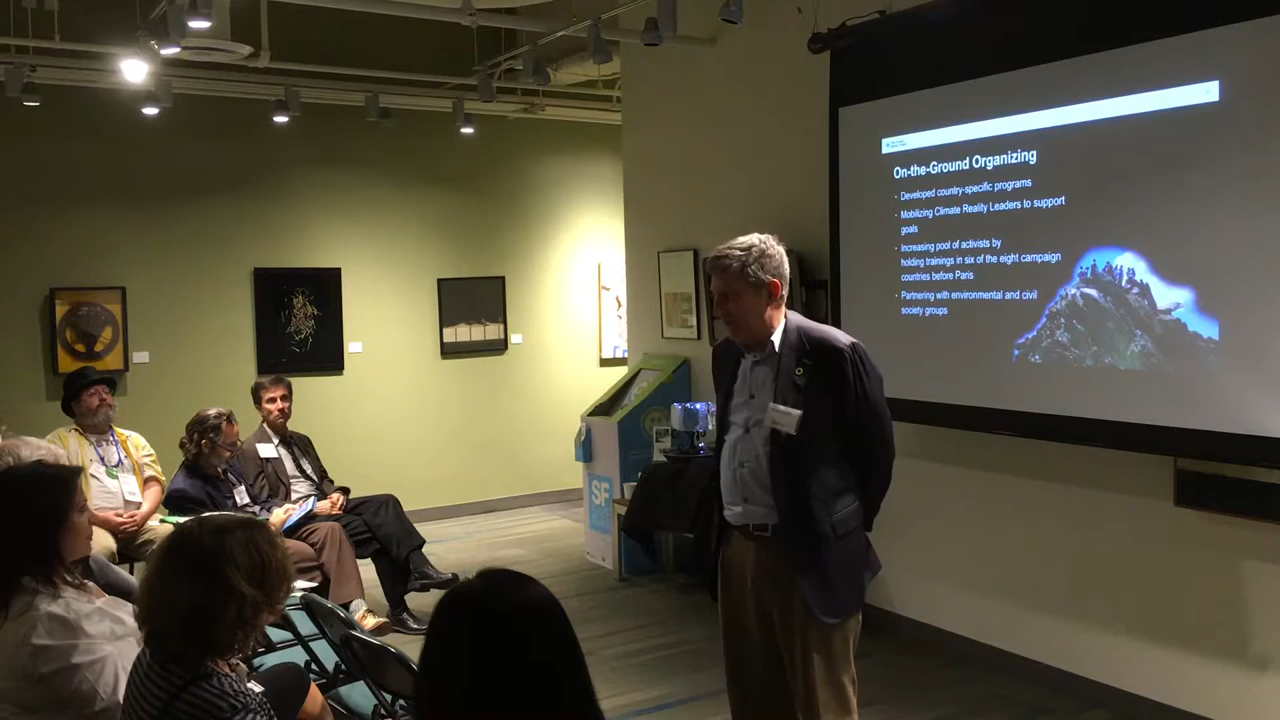 On-the-Ground Organizing
· Developed country-specific programs
· Mobilizing Climate Reality Leaders to support
goals
· Increasing pool of activists by
holding trainings in six of the eight campaign
countries before Paris
· Partnering with environmental and civil
society groups
SF